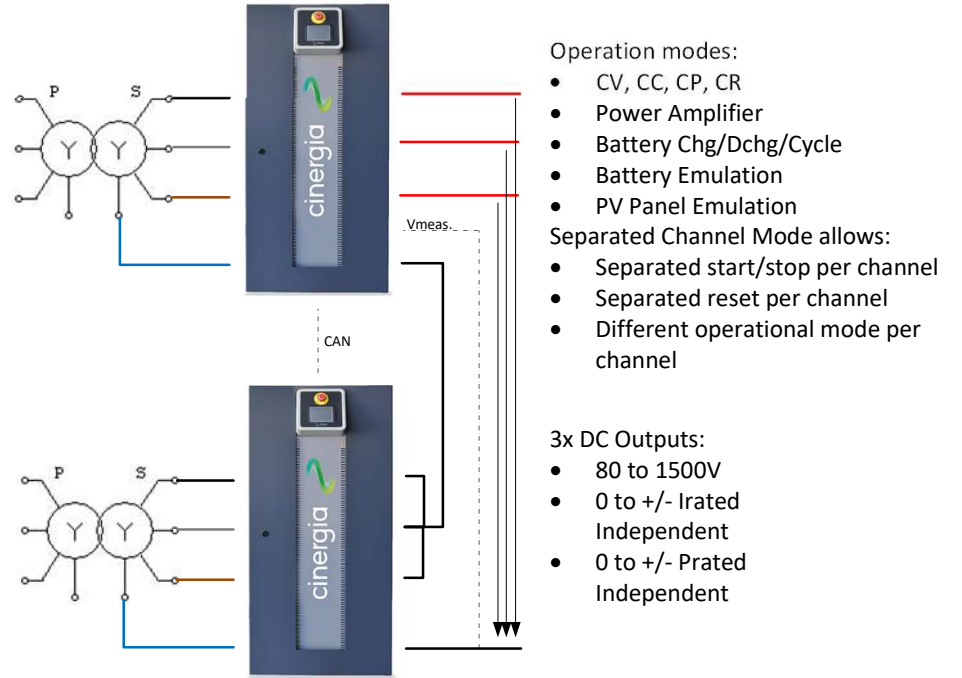 P
S
Y
Y
cinergia
Vmeas.
CAN
P
S
Y
Y
cinergia
Operation modes:
• CV, CC, CP, CR
• Power Amplifier
• Battery Chg/Dchg/Cycle
• Battery Emulation
• PV Panel Emulation
Separated Channel Mode allows:
• Separated start/stop per channel
• Separated reset per channel
• Different operational mode per
channel
3x DC Outputs:
• 80 to 1500V
• 0 to +/- Irated
Independent
• 0 to +/- Prated
Independent